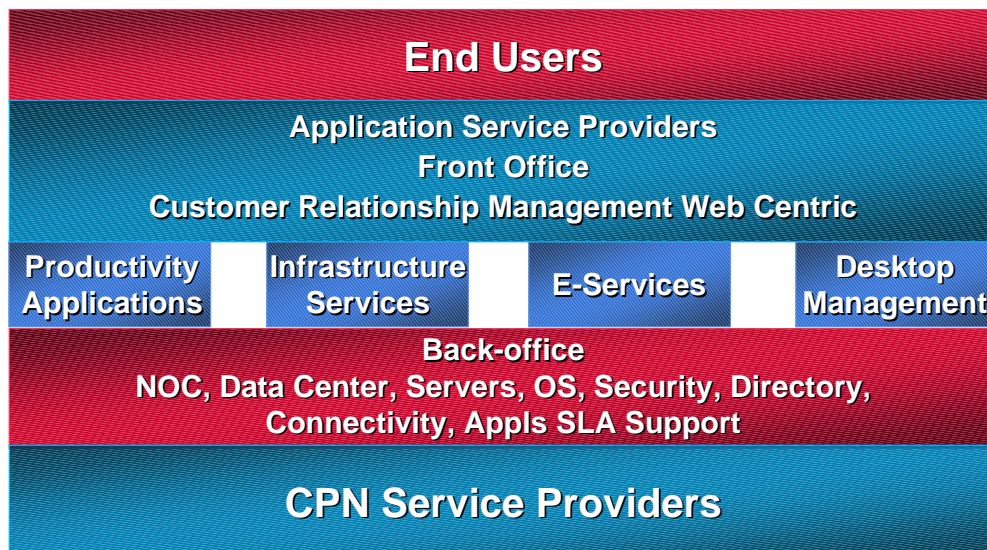 End Users
Application Service Providers
Front Office
Customer Relationship Management Web Centric
Productivity
Applications
Infrastructure
Services
E-Services
Desktop
Management
Back-office
NOC, Data Center, Servers, OS, Security, Directory,
Connectivity, Appls SLA Support
CPN Service Providers